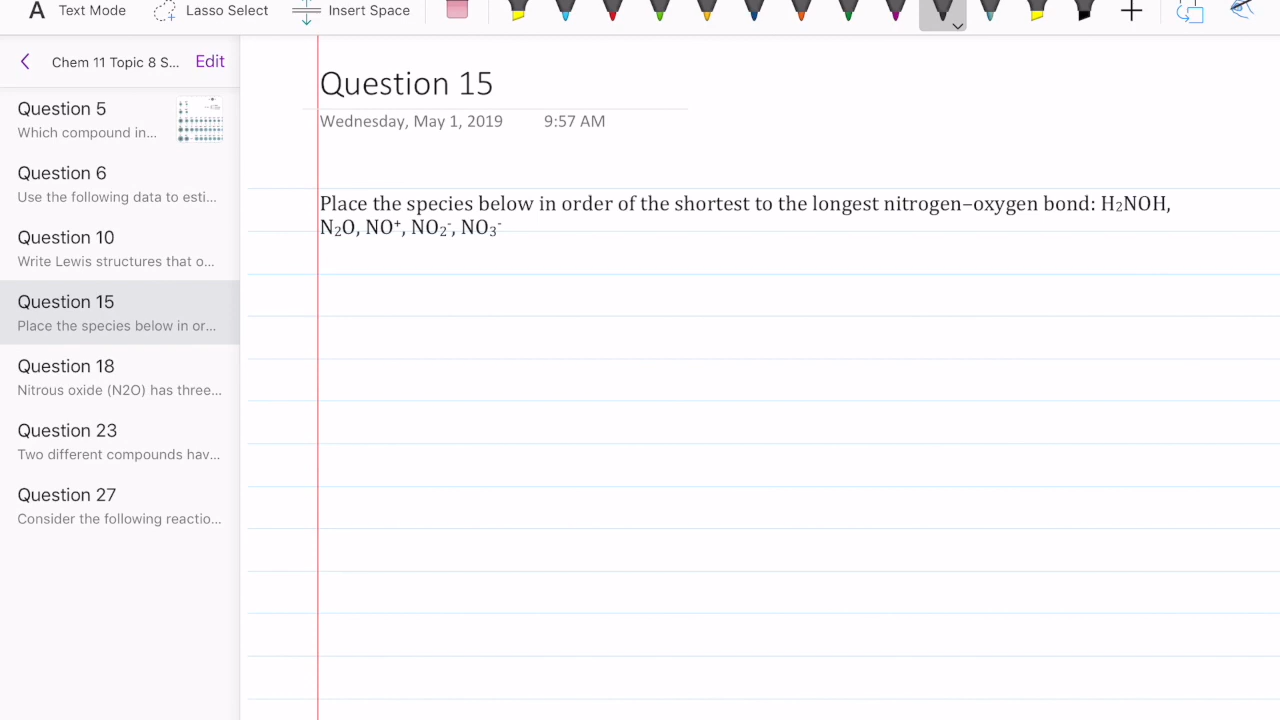 Text Mode
Lasso Select
Insert Space
Chem 11 Topic 8 S...
Edit
Question 5
Which compound in...
Question 6
Use the following data to esti...
Question 10
Write Lewis structures that o...
Question 15
Place the species below in or...
Question 18
Nitrous oxide (N2O) has three...
Question 23
Two different compounds hav...
Question 27
Consider the following reactio...
Question 15
Wednesday, May 1, 2019 9:57 AM
Place the species below in order of the shortest to the longest nitrogen–oxygen bond: H₂NOH,
N₂O, NO⁺, NO₂⁻, NO₃⁻